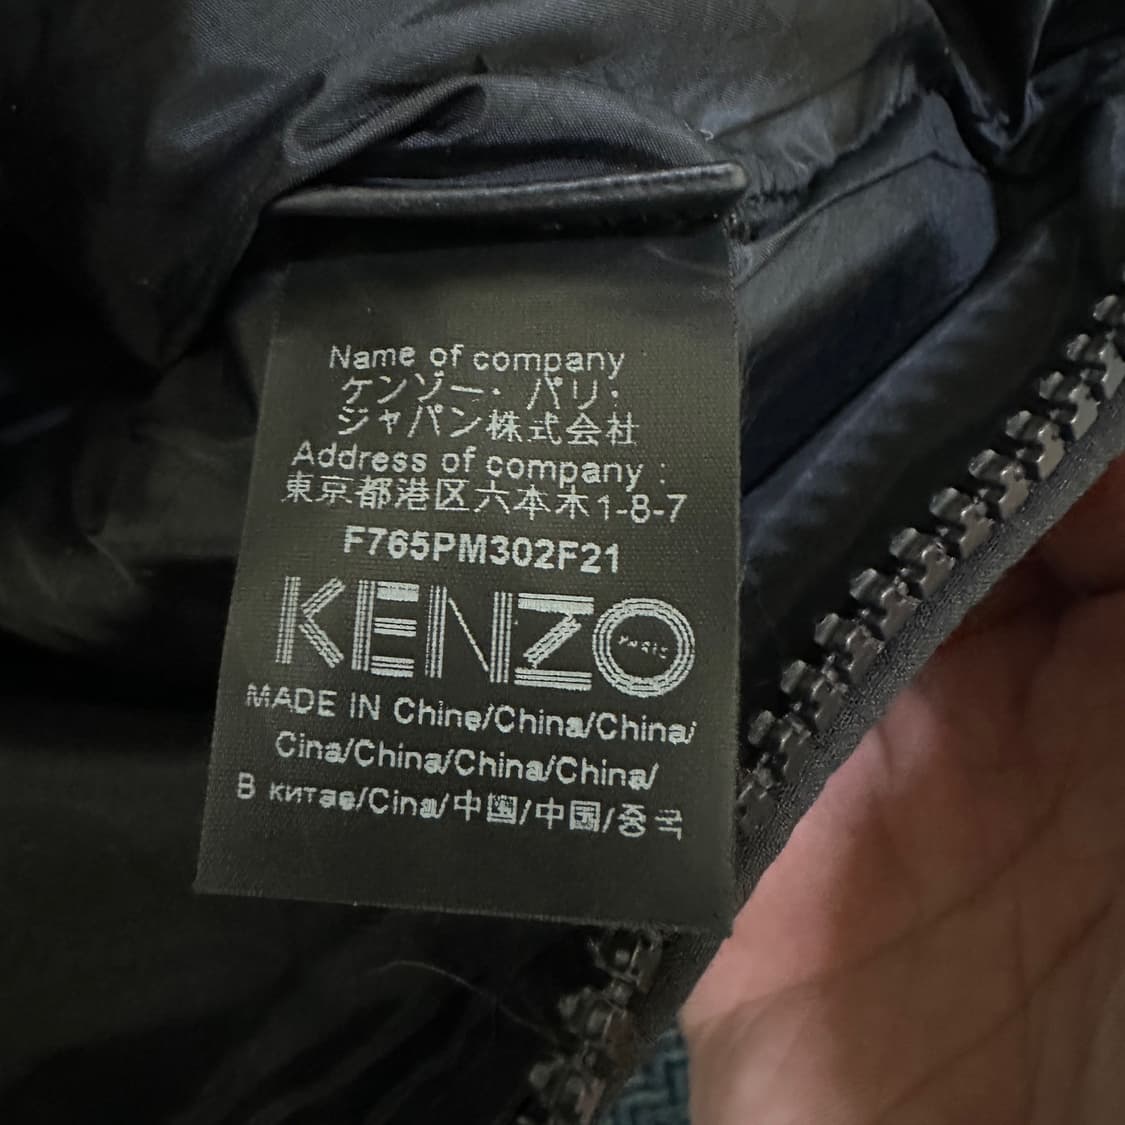 Name of company
ケンゾー・パリ・
ジャパン株式会社
Address of company :
東京都港区六本木1-8-7
F765PM302F21
KENZO
PARIS
MADE IN Chine/China/China/
Cina/China/China/China/
В китае/Cina/中国/中国/중국